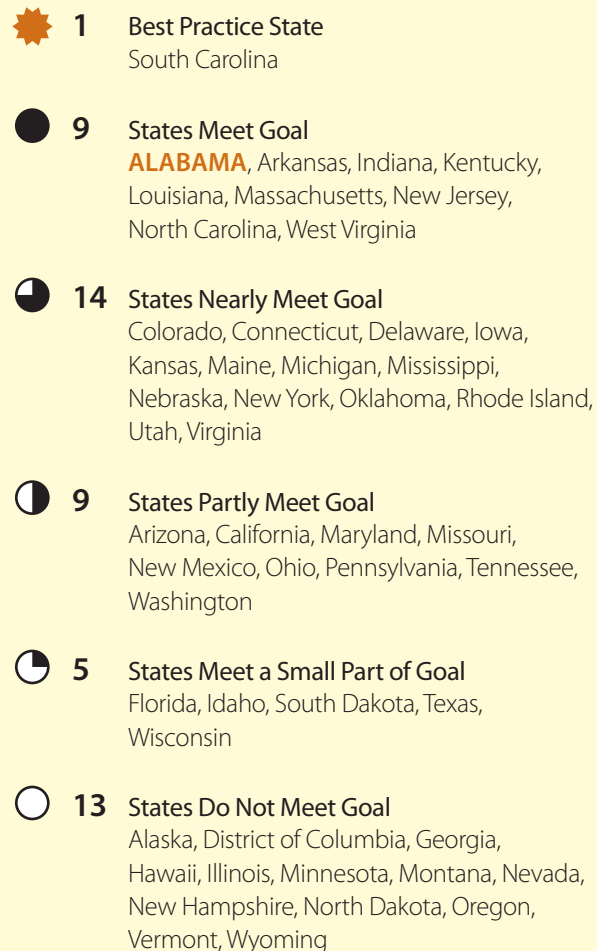 1 Best Practice State
South Carolina
9 States Meet Goal
ALABAMA, Arkansas, Indiana, Kentucky,
Louisiana, Massachusetts, New Jersey,
North Carolina, West Virginia
14 States Nearly Meet Goal
Colorado, Connecticut, Delaware, Iowa,
Kansas, Maine, Michigan, Mississippi,
Nebraska, New York, Oklahoma, Rhode Island,
Utah, Virginia
9 States Partly Meet Goal
Arizona, California, Maryland, Missouri,
New Mexico, Ohio, Pennsylvania, Tennessee,
Washington
5 States Meet a Small Part of Goal
Florida, Idaho, South Dakota, Texas,
Wisconsin
13 States Do Not Meet Goal
Alaska, District of Columbia, Georgia,
Hawaii, Illinois, Minnesota, Montana, Nevada,
New Hampshire, North Dakota, Oregon,
Vermont, Wyoming